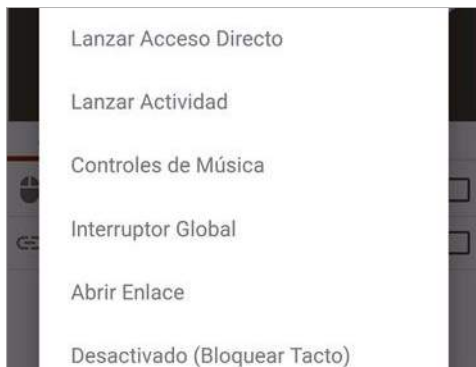 Lanzar Acceso Directo
Lanzar Actividad
Controles de Música
Interruptor Global
Abrir Enlace
Desactivado (Bloquear Tacto)